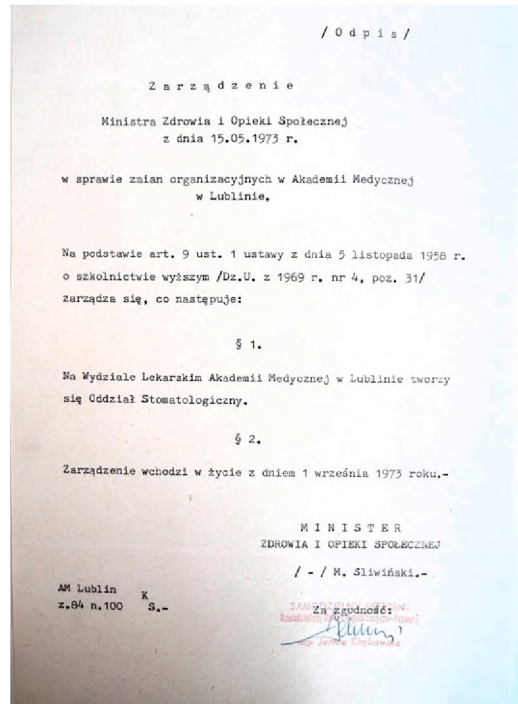 / O d p i s /
Z a r z ą d z e n i e
Ministra Zdrowia i Opieki Społecznej
z dnia 15.05.1973 r.
w sprawie zmian organizacyjnych w Akademii Medycznej
w Lublinie.
Na podstawie art. 9 ust. 1 ustawy z dnia 5 listopada 1958 r.
o szkolnictwie wyższym /Dz.U. z 1969 r. nr 4, poz. 31/
zarządza się, co następuje:
§ 1.
Na Wydziale Lekarskim Akademii Medycznej w Lublinie tworzy
się Oddział Stomatologiczny.
§ 2.
Zarządzenie wchodzi w życie z dniem 1 września 1973 roku.-
M I N I S T E R
ZDROWIA I OPIEKI SPOŁECZNEJ
/ - / M. Śliwiński.-
AM Lublin K
z.84 n.100 S.-
Za zgodność: